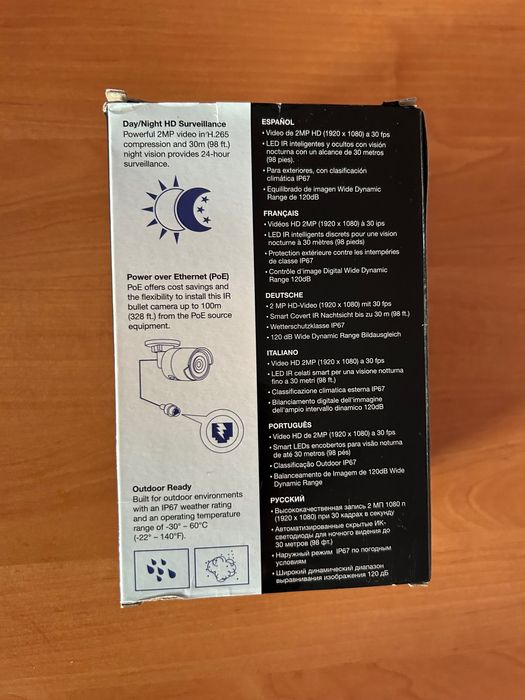 Day/Night HD Surveillance
Powerful 2MP video in H.265
compression and 30m (98 ft.)
night vision provides 24-hour
surveillance.
Power over Ethernet (PoE)
PoE offers cost savings and
the flexibility to install this IR
bullet camera up to 100m
(328 ft.) from the PoE source
equipment.
Outdoor Ready
Built for outdoor environments
with an IP67 weather rating
and an operating temperature
range of -30° – 60°C
(-22° – 140°F).
ESPAÑOL
• Video de 2MP HD (1920 x 1080) a 30 fps
• LED IR inteligentes y ocultos con visión
nocturna con un alcance de 30 metros
(98 pies).
• Para exteriores, con clasificación
climática IP67
• Equilibrado de imagen Wide Dynamic
Range de 120dB
FRANÇAIS
• Vidéos HD 2MP (1920 x 1080) à 30 ips
• LED IR intelligents discrets pour une vision
nocturne à 30 mètres (98 pieds)
• Protection extérieure contre les intempéries
de classe IP67
• Contrôle d'image Digital Wide Dynamic
Range 120dB
DEUTSCHE
• 2 MP HD-Video (1920 x 1080) mit 30 fps
• Smart Covert IR Nachtsicht bis zu 30 m (98 ft.)
• Wetterschutzklasse IP67
• 120 dB Wide Dynamic Range Bildausgleich
ITALIANO
• Video HD 2MP (1920 x 1080) a 30 fps
• LED IR celati smart per una visione notturna
fino a 30 metri (98 ft.)
• Classificazione climatica esterna IP67
• Bilanciamento digitale dell'immagine
dell'ampio intervallo dinamico 120dB
PORTUGUÊS
• Vídeo HD de 2MP (1920 x 1080) a 30 fps
• Smart LEDs encobertos para visão noturna
de até 30 metros (98 pés)
• Classificação Outdoor IP67
• Balanceamento de Imagem de 120dB Wide
Dynamic Range
РУССКИЙ
• Высококачественная запись 2 МП 1080 п
(1920 x 1080) при 30 кадрах в секунду
• Автоматизированные скрытые ИК-
светодиоды для ночного видения до
30 метров (98 фт.)
• Наружный режим IP67 по погодным
условиям
• Широкий динамический диапазон
выравнивания изображения 120 дБ